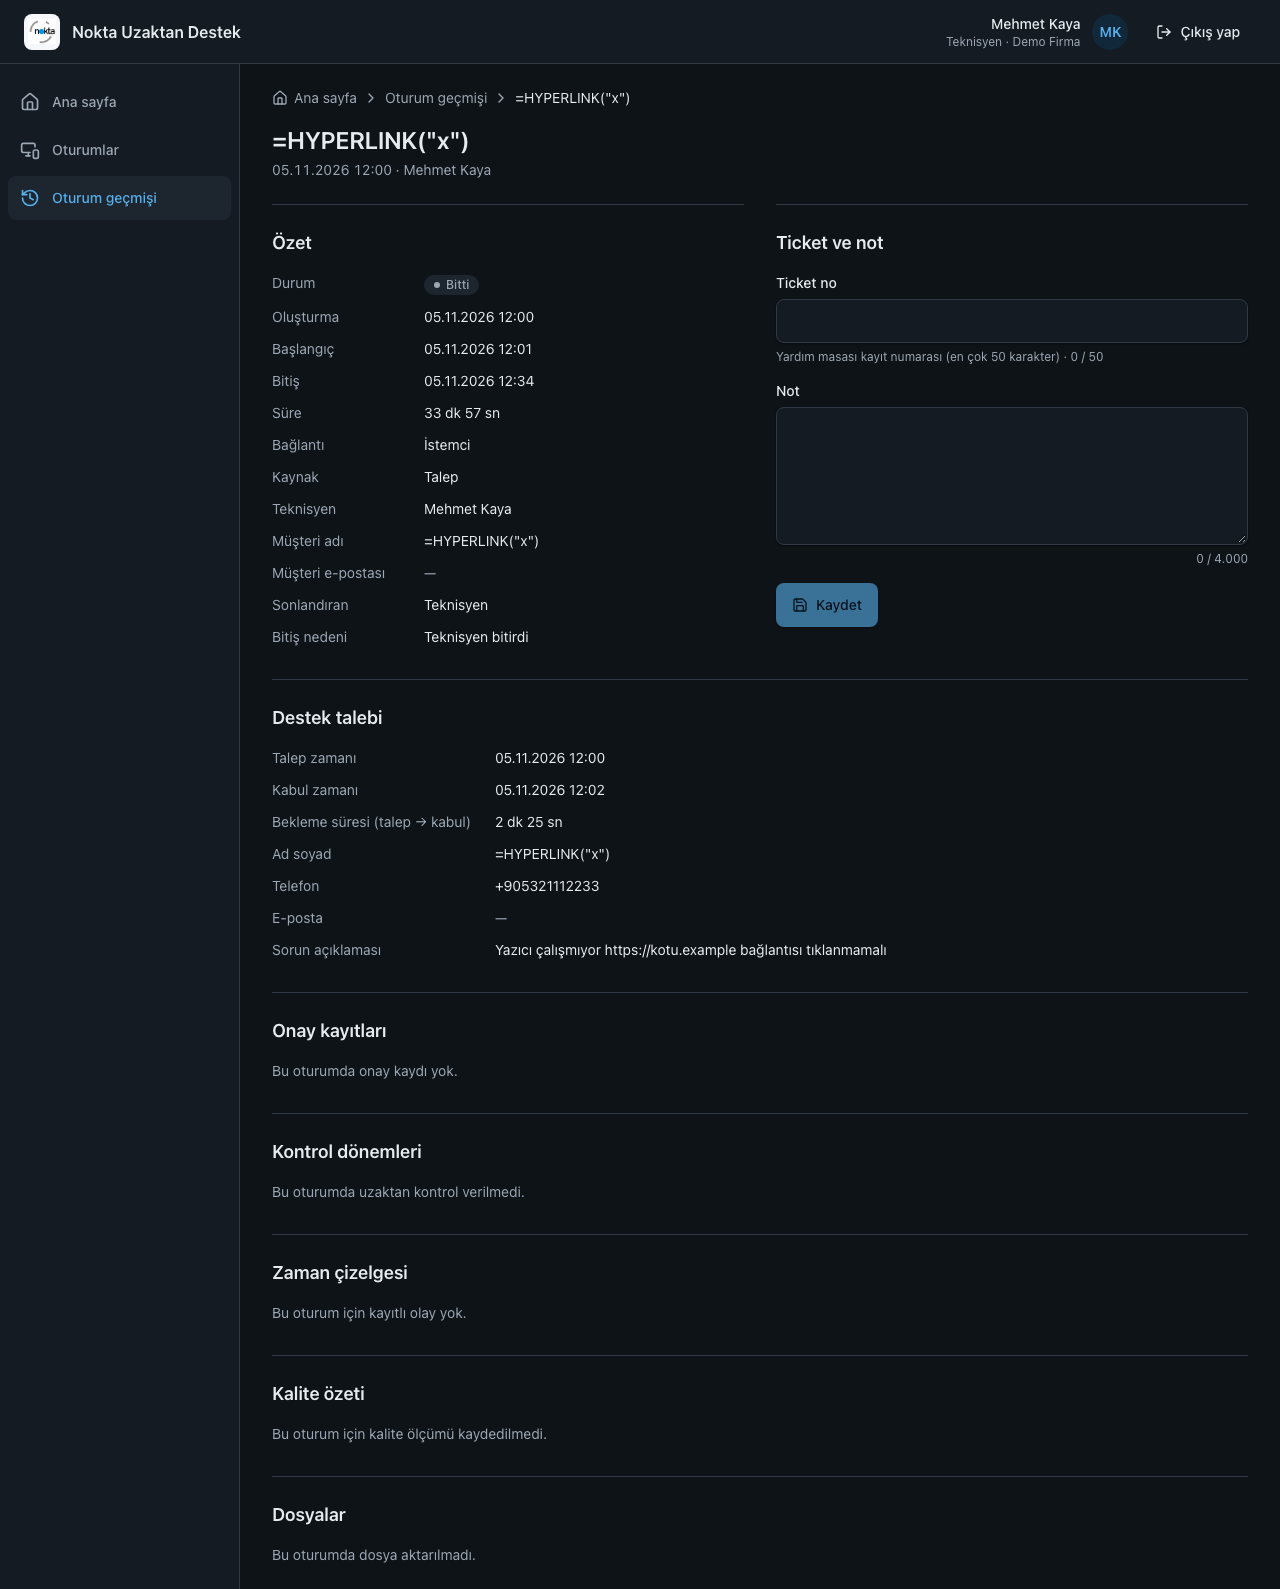 nokta
Nokta Uzaktan Destek
Mehmet Kaya
Teknisyen · Demo Firma
MK
Çıkış yap
Ana sayfa
Oturumlar
Oturum geçmişi
Ana sayfa > Oturum geçmişi > =HYPERLINK("x")
=HYPERLINK("x")
05.11.2026 12:00 · Mehmet Kaya
Özet
Durum Bitti
Oluşturma 05.11.2026 12:00
Başlangıç 05.11.2026 12:01
Bitiş 05.11.2026 12:34
Süre 33 dk 57 sn
Bağlantı İstemci
Kaynak Talep
Teknisyen Mehmet Kaya
Müşteri adı =HYPERLINK("x")
Müşteri e-postası —
Sonlandıran Teknisyen
Bitiş nedeni Teknisyen bitirdi
Ticket ve not
Ticket no
Yardım masası kayıt numarası (en çok 50 karakter) · 0 / 50
Not
0 / 4.000
Kaydet
Destek talebi
Talep zamanı 05.11.2026 12:00
Kabul zamanı 05.11.2026 12:02
Bekleme süresi (talep → kabul) 2 dk 25 sn
Ad soyad =HYPERLINK("x")
Telefon +905321112233
E-posta —
Sorun açıklaması Yazıcı çalışmıyor https://kotu.example bağlantısı tıklanmamalı
Onay kayıtları
Bu oturumda onay kaydı yok.
Kontrol dönemleri
Bu oturumda uzaktan kontrol verilmedi.
Zaman çizelgesi
Bu oturum için kayıtlı olay yok.
Kalite özeti
Bu oturum için kalite ölçümü kaydedilmedi.
Dosyalar
Bu oturumda dosya aktarılmadı.